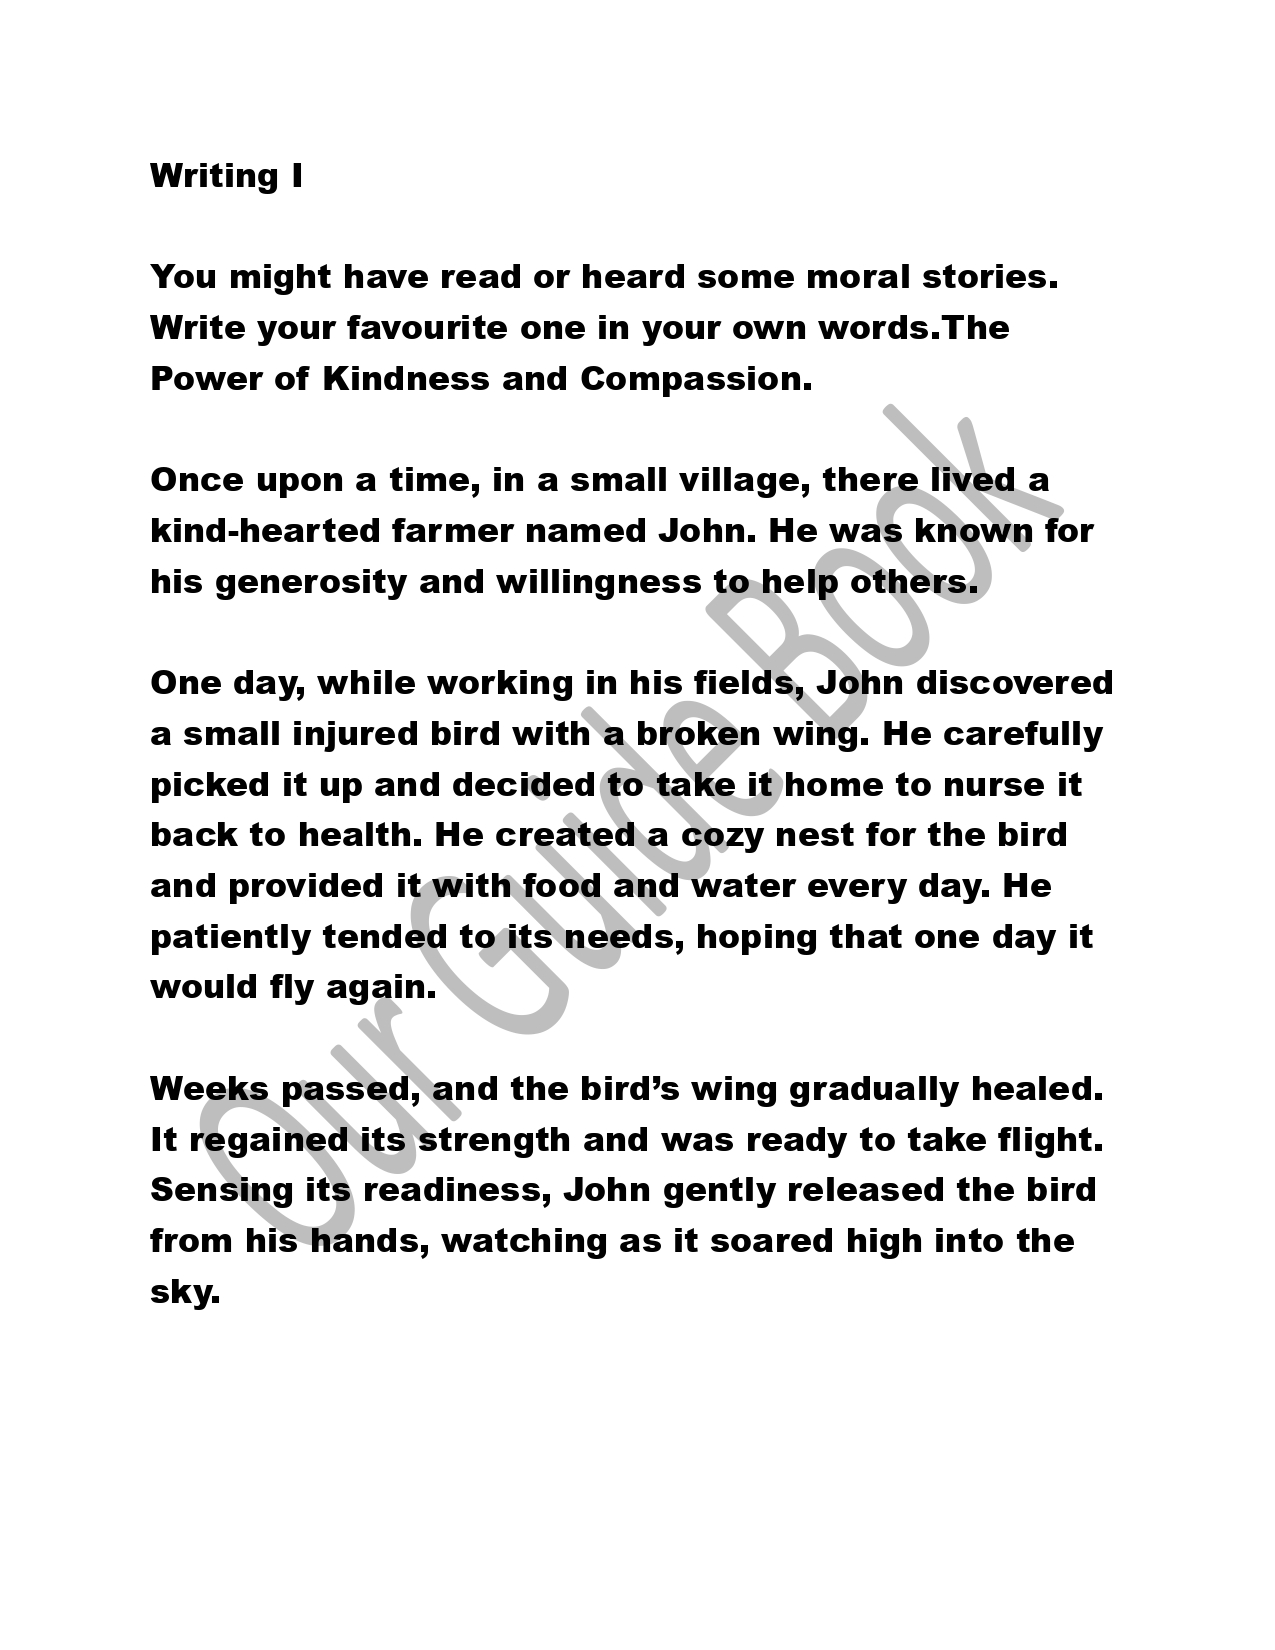 Writing I
You might have read or heard some moral stories.
Write your favourite one in your own words.The
Power of Kindness and Compassion.
Once upon a time, in a small village, there lived a
kind-hearted farmer named John. He was known for
his generosity and willingness to help others.
One day, while working in his fields, John discovered
a small injured bird with a broken wing. He carefully
picked it up and decided to take it home to nurse it
back to health. He created a cozy nest for the bird
and provided it with food and water every day. He
patiently tended to its needs, hoping that one day it
would fly again.
Weeks passed, and the bird’s wing gradually healed.
It regained its strength and was ready to take flight.
Sensing its readiness, John gently released the bird
from his hands, watching as it soared high into the
sky.
Our Guide Book